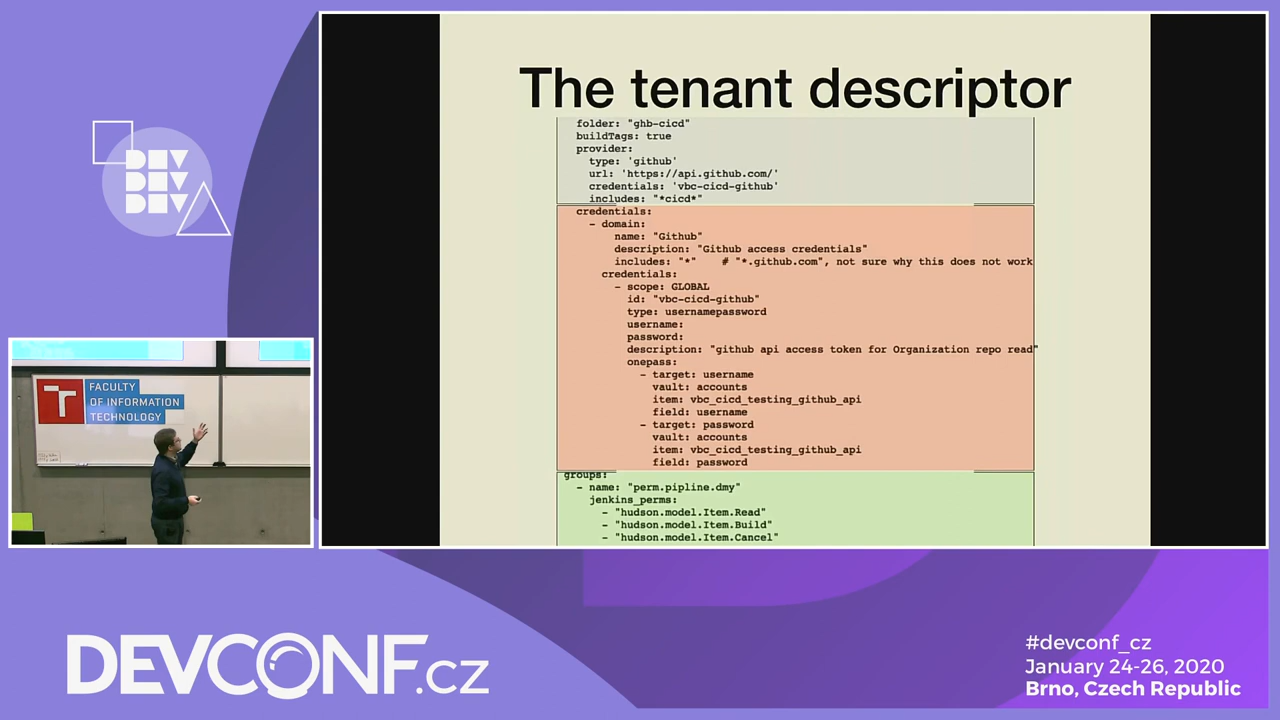 The tenant descriptor
folder: "ghb-cicd"
buildTags: true
provider:
type: 'github'
url: 'https://api.github.com/'
credentials: 'vbc-cicd-github'
includes: "*cicd*"
credentials:
- domain:
name: "Github"
description: "Github access credentials"
includes: "*" # "*.github.com", not sure why this does not work
credentials:
- scope: GLOBAL
id: "vbc-cicd-github"
type: usernamepassword
username:
password:
description: "github api access token for Organization repo read"
onepass:
- target: username
vault: accounts
item: vbc_cicd_testing_github_api
field: username
- target: password
vault: accounts
item: vbc_cicd_testing_github_api
field: password
groups:
- name: "perm.pipline.dmy"
jenkins_perms:
- "hudson.model.Item.Read"
- "hudson.model.Item.Build"
- "hudson.model.Item.Cancel"
DEV
DEV
DEV
FACULTY
OF INFORMATION
TECHNOLOGY
DEVCONF.cz
#devconf_cz
January 24-26, 2020
Brno, Czech Republic